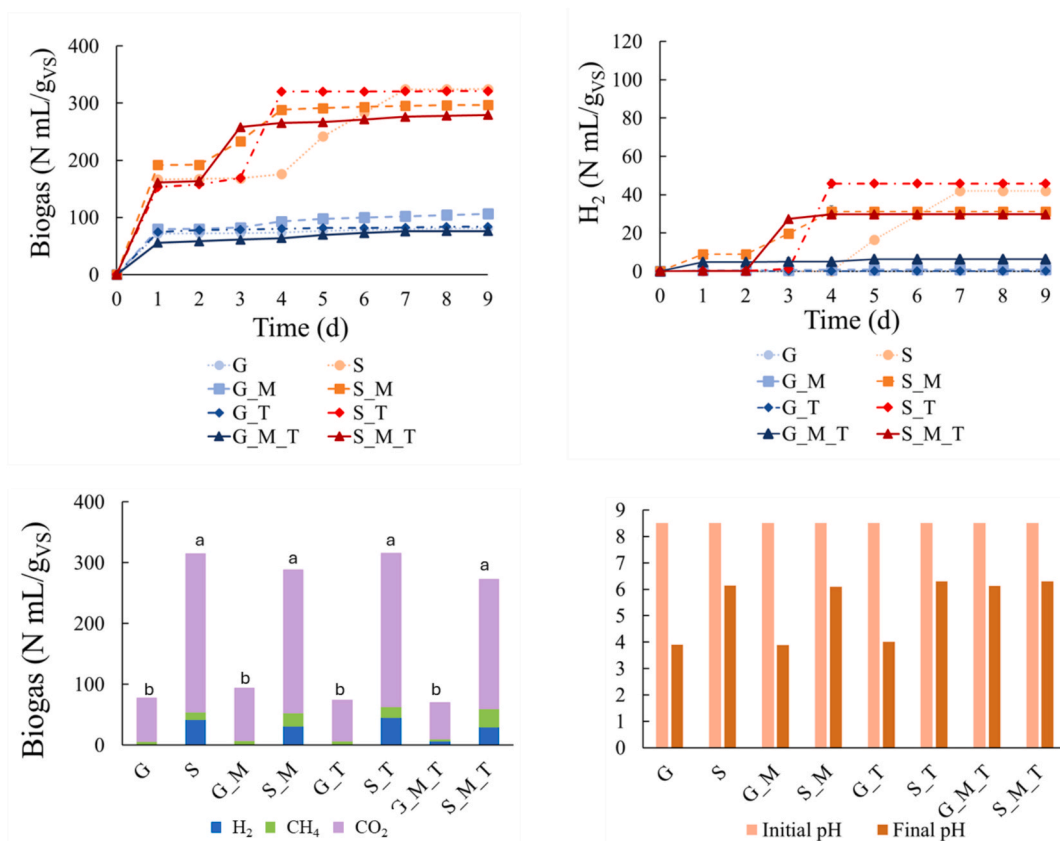 Biogas (N mL/gVS)
400
300
200
100
0
0 1 2 3 4 5 6 7 8 9
Time (d)
G S
G_M S_M
G_T S_T
G_M_T S_M_T
H2 (N mL/gVS)
120
100
80
60
40
20
0
0 1 2 3 4 5 6 7 8 9
Time (d)
G S
G_M S_M
G_T S_T
G_M_T S_M_T
Biogas (N mL/gVS)
400
300
200
100
0
b a b a b a b a
G S G_M S_M G_T S_T G_M_T S_M_T
H2 CH4 CO2
9
8
7
6
5
4
3
2
1
0
G S G_M S_M G_T S_T G_M_T S_M_T
Initial pH Final pH